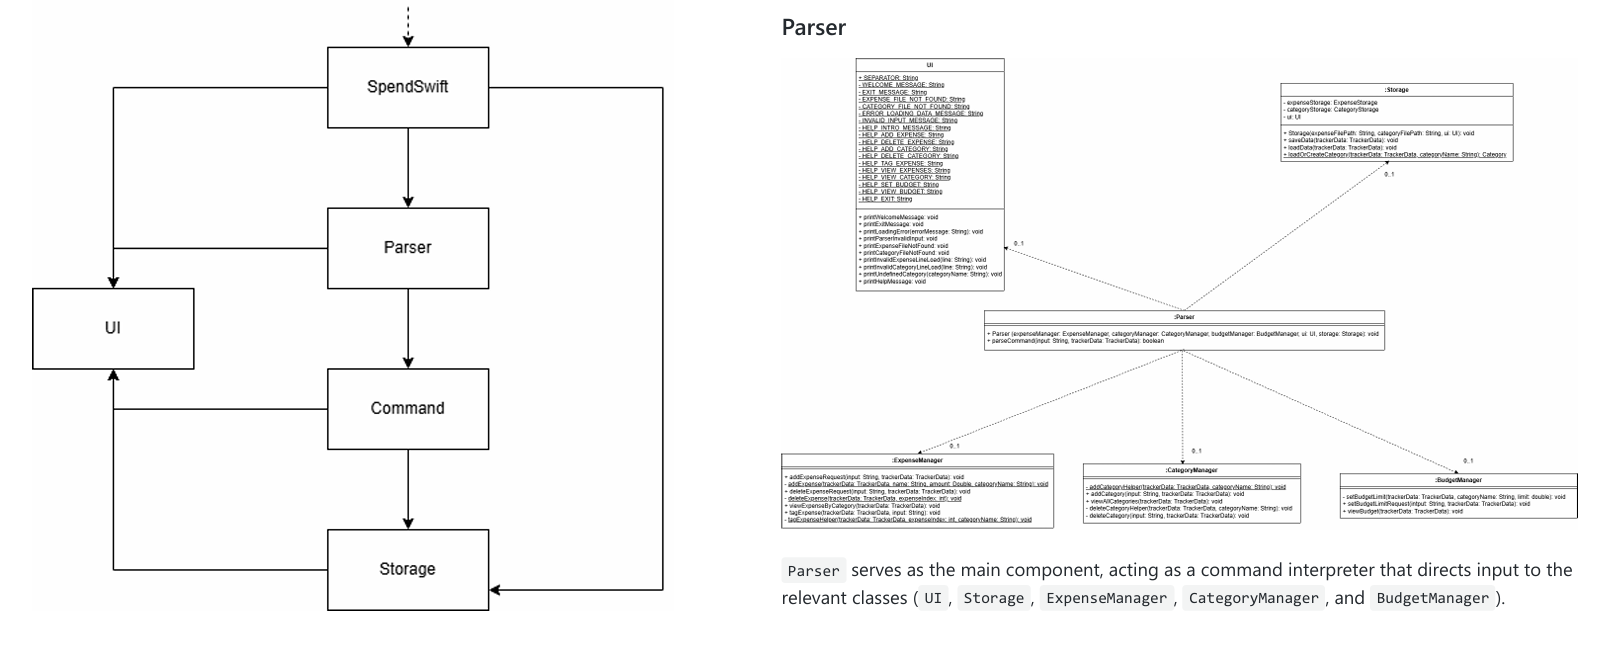 SpendSwift
Parser
UI
Command
Storage
Parser
UI
+ SEPARATOR: String
- WELCOME_MESSAGE: String
- EXIT_MESSAGE: String
- EXPENSE_FILE_NOT_FOUND: String
- CATEGORY_FILE_NOT_FOUND: String
- ERROR_LOADING_DATA_MESSAGE: String
- INVALID_INPUT_MESSAGE: String
- HELP_INTRO_MESSAGE: String
- HELP_ADD_EXPENSE: String
- HELP_DELETE_EXPENSE: String
- HELP_ADD_CATEGORY: String
- HELP_DELETE_CATEGORY: String
- HELP_TAG_EXPENSE: String
- HELP_VIEW_EXPENSES: String
- HELP_VIEW_CATEGORY: String
- HELP_SET_BUDGET: String
- HELP_VIEW_BUDGET: String
- HELP_EXIT: String
+ printWelcomeMessage: void
+ printExitMessage: void
+ printLoadingError(errorMessage: String): void
+ printParserInvalidInput: void
+ printExpenseFileNotFound: void
+ printCategoryFileNotFound: void
+ printInvalidExpenseLineLoad(line: String): void
+ printInvalidCategoryLineLoad(line: String): void
+ printUndefinedCategory(categoryName: String): void
+ printHelpMessage: void
:Storage
- expenseStorage: ExpenseStorage
- categoryStorage: CategoryStorage
- ui: UI
+ Storage(expenseFilePath: String, categoryFilePath: String, ui: UI): void
+ saveData(trackerData: TrackerData): void
+ loadData(trackerData: TrackerData): void
+ loadOrCreateCategory(trackerData: TrackerData, categoryName: String): Category
0..1
0..1
:Parser
+ Parser (expenseManager: ExpenseManager, categoryManager: CategoryManager, budgetManager: BudgetManager, ui: UI, storage: Storage): void
+ parseCommand(input: String, trackerData: TrackerData): boolean
0..1
0..1
0..1
:ExpenseManager
+ addExpenseRequest(input: String, trackerData: TrackerData): void
- addExpense(trackerData: TrackerData, name: String, amount: Double, categoryName: String): void
+ deleteExpenseRequest(input: String, trackerData: TrackerData): void
- deleteExpense(trackerData: TrackerData, expenseIndex: int): void
+ viewExpenseByCategory(trackerData: TrackerData): void
+ tagExpense(trackerData: TrackerData, input: String): void
- tagExpenseHelper(trackerData: TrackerData, expenseIndex: int, categoryName: String): void
:CategoryManager
- addCategoryHelper(trackerData: TrackerData, categoryName: String): void
+ addCategory(input: String, trackerData: TrackerData): void
+ viewAllCategories(trackerData: TrackerData): void
- deleteCategoryHelper(trackerData: TrackerData, categoryName: String): void
- deleteCategory(input: String, trackerData: TrackerData): void
:BudgetManager
- setBudgetLimit(trackerData: TrackerData, categoryName: String, limit: double): void
+ setBudgetLimitRequest(input: String, trackerData: TrackerData): void
+ viewBudget(trackerData: TrackerData): void
Parser serves as the main component, acting as a command interpreter that directs input to the
relevant classes ( UI , Storage , ExpenseManager , CategoryManager , and BudgetManager ).